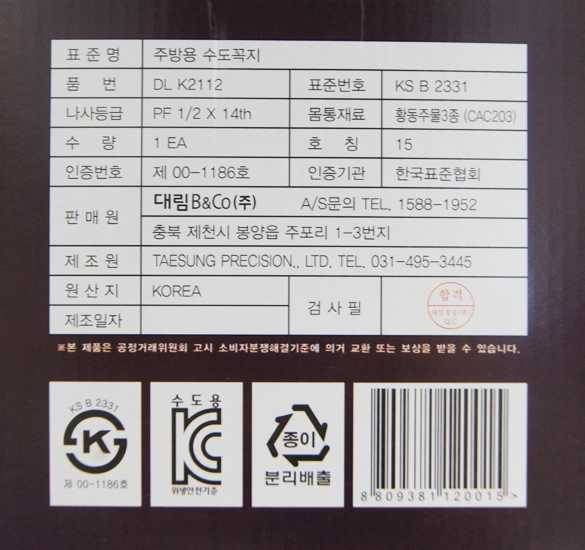 표준명 주방용 수도꼭지
품 번 DL K2112 표준번호 KS B 2331
나사등급 PF 1/2 X 14th 몸통재료 황동주물3종 (CAC203)
수 량 1 EA 호 칭 15
인증번호 제 00-1186호 인증기관 한국표준협회
판매원 대림B&Co(주) A/S문의 TEL. 1588-1952
충북 제천시 봉양읍 주포리 1-3번지
제조원 TAESUNG PRECISION., LTD. TEL. 031-495-3445
원산지 KOREA 검사필 합격
제조일자
※본 제품은 공정거래위원회 고시 소비자분쟁해결기준에 의거 교환 또는 보상을 받을 수 있습니다.
KS B 2331
제 00-1186호
수도용
KC
위생안전기준
종이
분리배출
8809381120015>